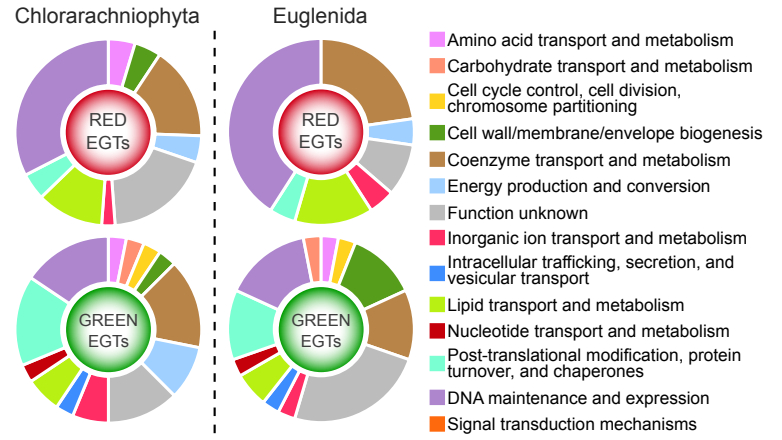 Chlorarachniophyta
Euglenida
RED
EGTs
RED
EGTs
GREEN
EGTs
GREEN
EGTs
Amino acid transport and metabolism
Carbohydrate transport and metabolism
Cell cycle control, cell division,
chromosome partitioning
Cell wall/membrane/envelope biogenesis
Coenzyme transport and metabolism
Energy production and conversion
Function unknown
Inorganic ion transport and metabolism
Intracellular trafficking, secretion, and
vesicular transport
Lipid transport and metabolism
Nucleotide transport and metabolism
Post-translational modification, protein
turnover, and chaperones
DNA maintenance and expression
Signal transduction mechanisms